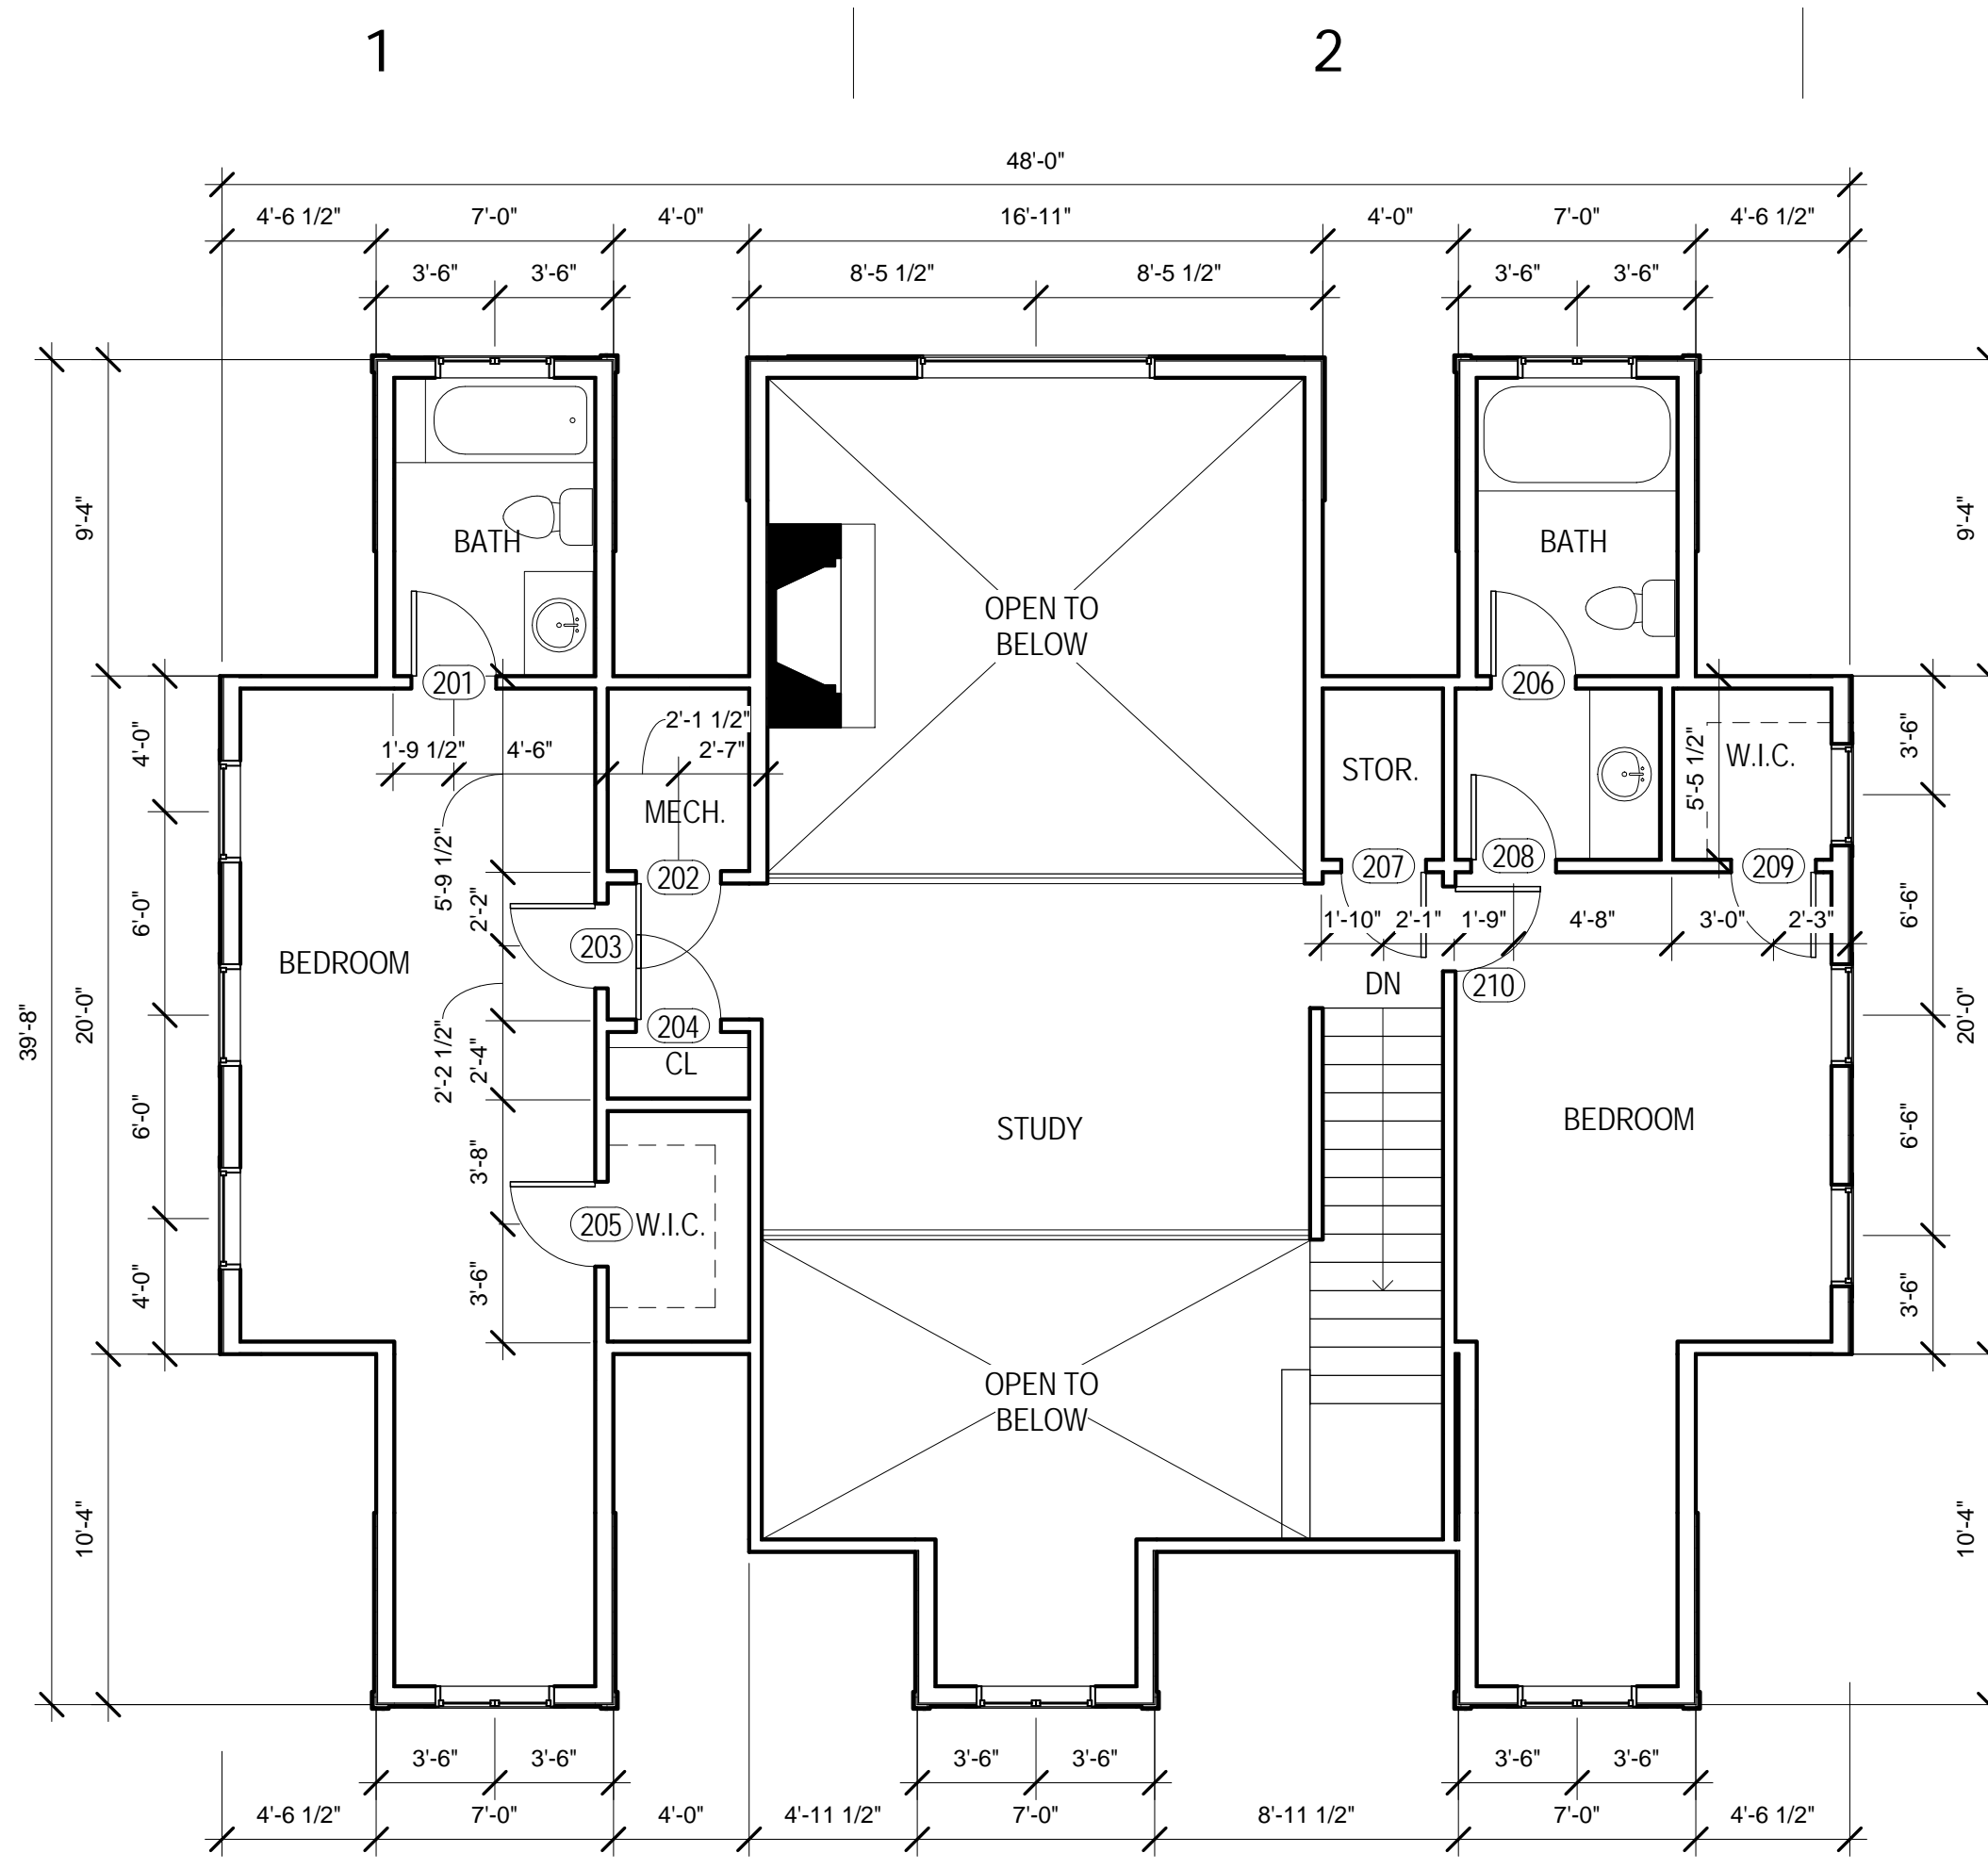 1 2
48'-0"
4'-6 1/2" 7'-0" 4'-0" 16'-11" 4'-0" 7'-0" 4'-6 1/2"
3'-6" 3'-6" 8'-5 1/2" 8'-5 1/2" 3'-6" 3'-6"
9'-4" BATH BATH 9'-4"
OPEN TO
BELOW
201 206
4'-0" 1'-9 1/2" 4'-6" 2'-1 1/2" 2'-7" STOR. 5'-5 1/2" W.I.C. 3'-6"
MECH.
5'-9 1/2" 202 207 208 209
6'-0" 2'-2" 1'-10" 2'-1" 1'-9" 4'-8" 3'-0" 2'-3" 6'-6"
BEDROOM 203 DN 210
39'-8" 20'-0" 204 20'-0"
2'-2 1/2" 2'-4" CL
6'-0" 3'-8" STUDY BEDROOM 6'-6"
205 W.I.C.
4'-0" 3'-6" 3'-6"
OPEN TO
BELOW
10'-4" 10'-4"
3'-6" 3'-6" 3'-6" 3'-6" 3'-6" 3'-6"
4'-6 1/2" 7'-0" 4'-0" 4'-11 1/2" 7'-0" 8'-11 1/2" 7'-0" 4'-6 1/2"